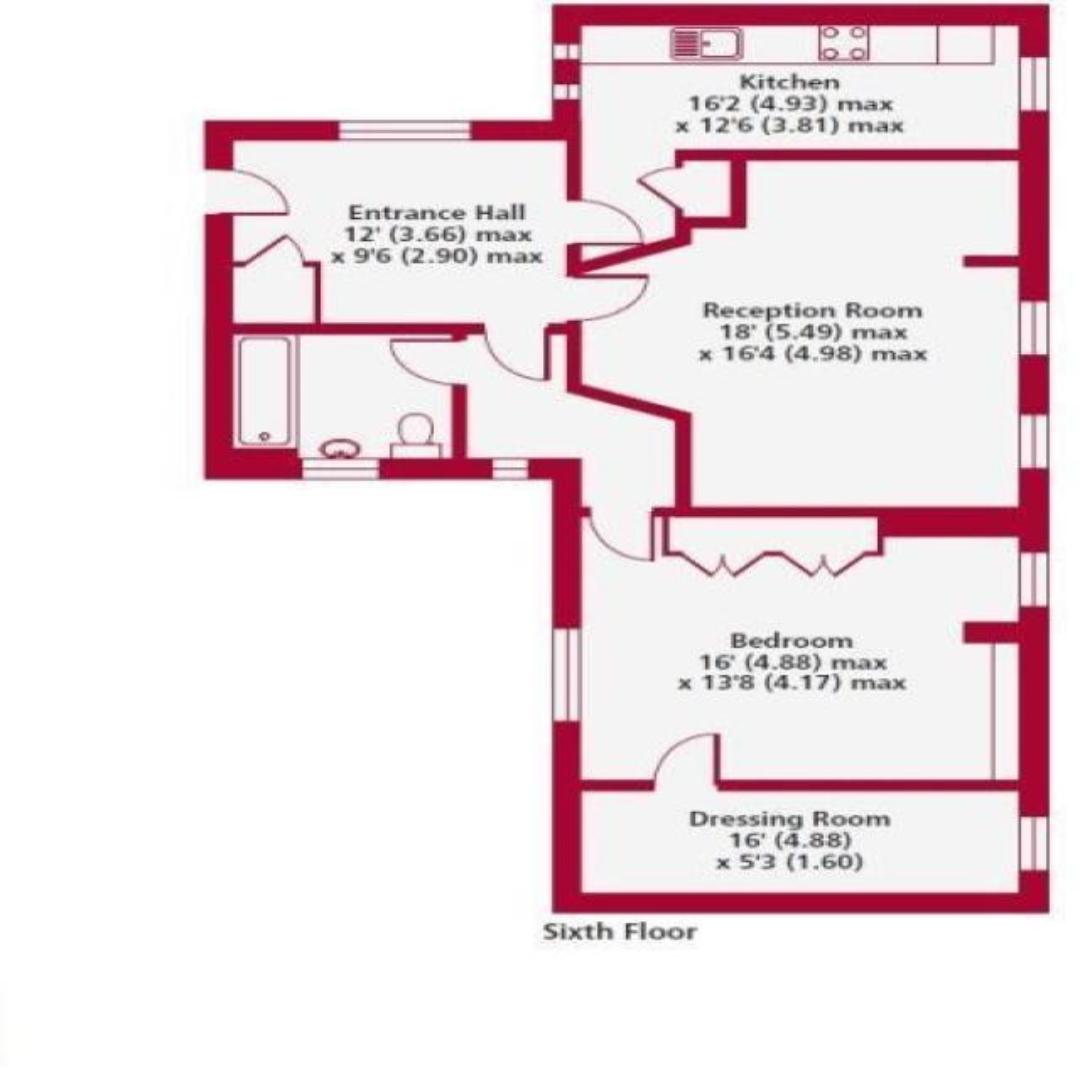 Kitchen
16'2 (4.93) max
x 12'6 (3.81) max
Entrance Hall
12' (3.66) max
x 9'6 (2.90) max
Reception Room
18' (5.49) max
x 16'4 (4.98) max
Bedroom
16' (4.88) max
x 13'8 (4.17) max
Dressing Room
16' (4.88)
x 5'3 (1.60)
Sixth Floor